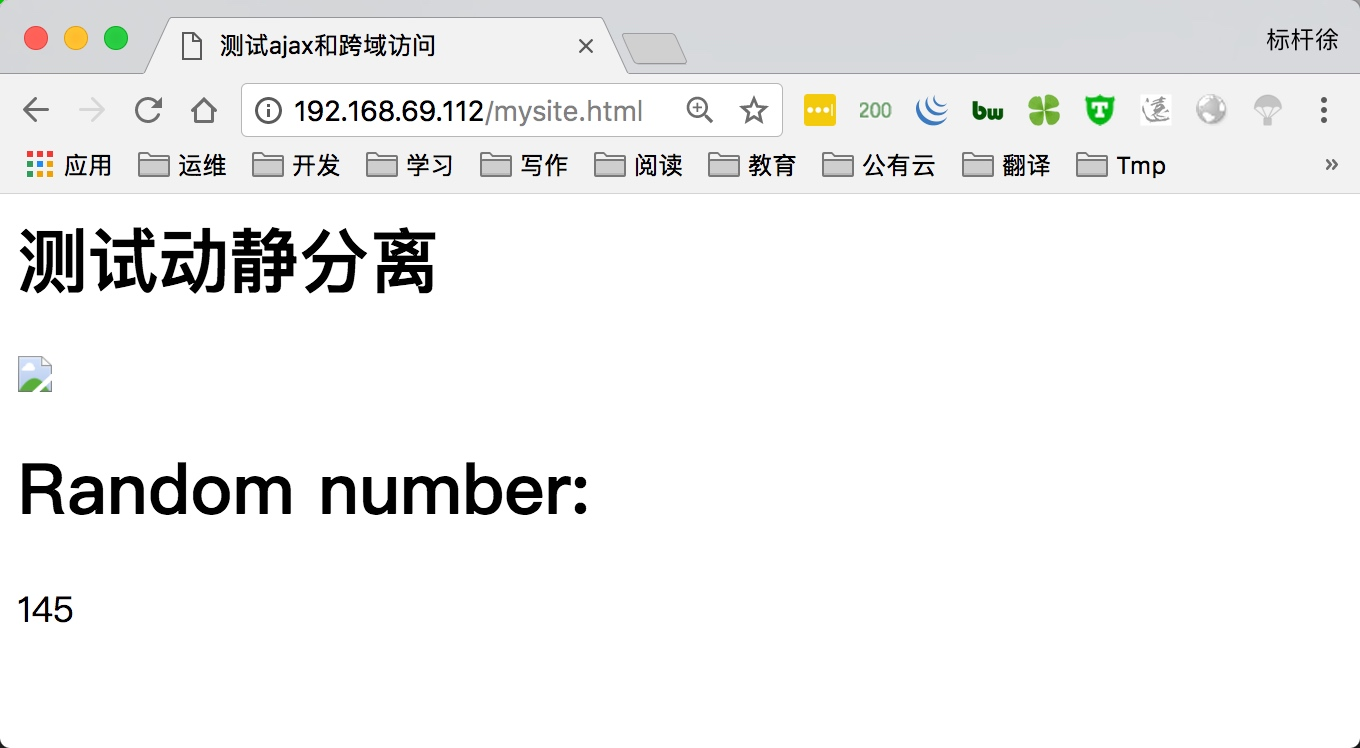 测试ajax和跨域访问
标杆徐
192.168.69.112/mysite.html
200
bw
T
应用 运维 开发 学习 写作 阅读 教育 公有云 翻译 Tmp »
测试动静分离
Random number:
145